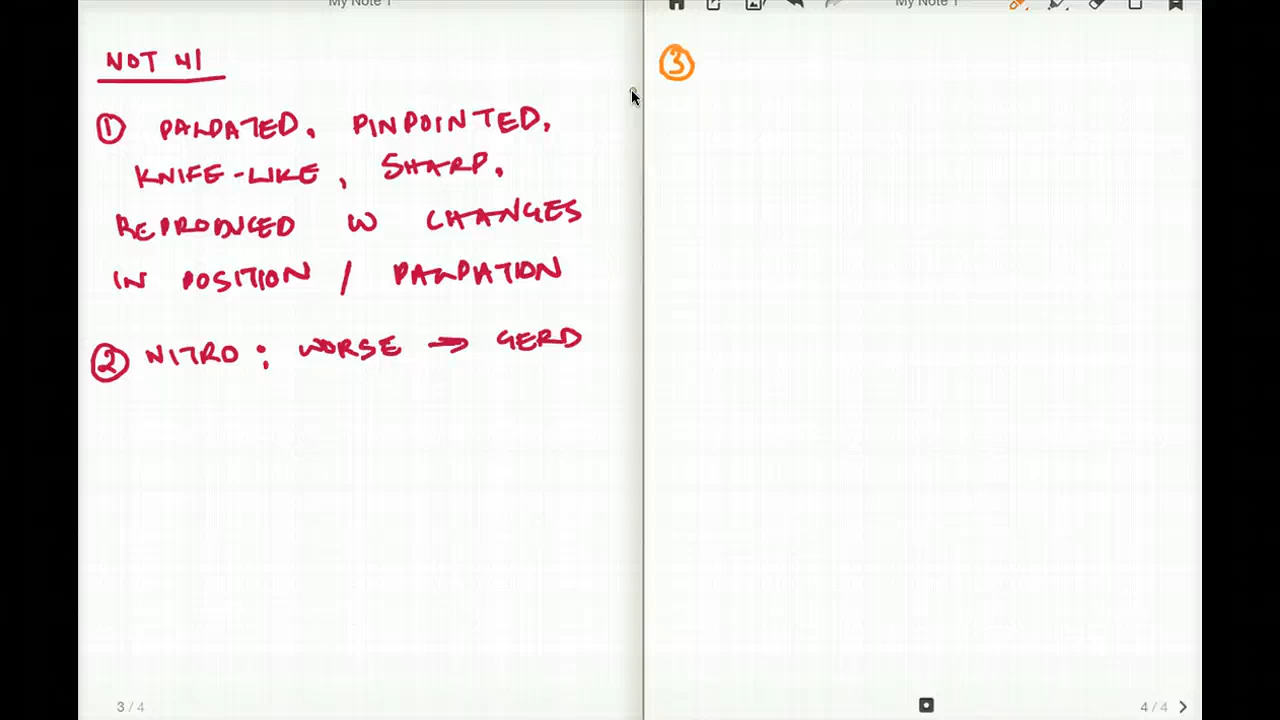 My Note 1
NOT MI
① PALPATED, PINPOINTED,
KNIFE-LIKE, SHARP,
REPRODUCED W CHANGES
IN POSITION / PALPATION
② NITRO: WORSE → GERD
3 / 4
My Note 1
③
4 / 4